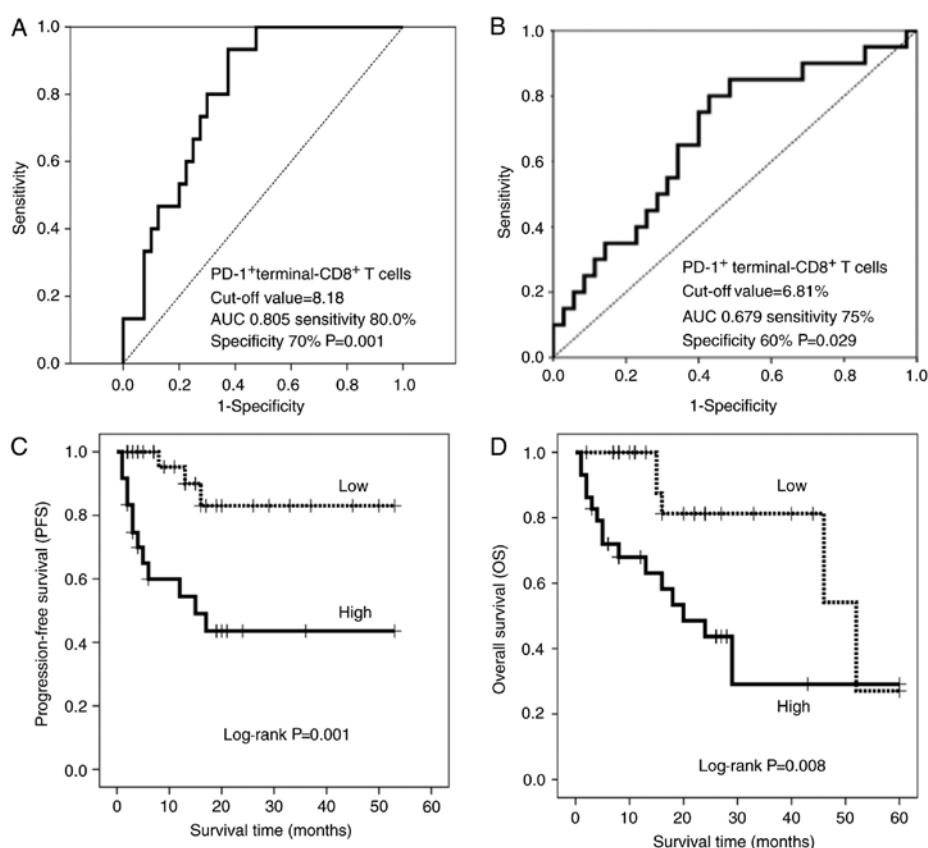 A
1.0
0.8
0.6
0.4
0.2
0.0
Sensitivity
PD-1+terminal-CD8+ T cells
Cut-off value=8.18
AUC 0.805 sensitivity 80.0%
Specificity 70% P=0.001
0.0 0.2 0.4 0.6 0.8 1.0
1-Specificity
B
1.0
0.8
0.6
0.4
0.2
0.0
Sensitivity
PD-1+ terminal-CD8+ T cells
Cut-off value=6.81%
AUC 0.679 sensitivity 75%
Specificity 60% P=0.029
0.0 0.2 0.4 0.6 0.8 1.0
1-Specificity
C
1.0
0.8
0.6
0.4
0.2
0.0
Progression-free survival (PFS)
Low
High
Log-rank P=0.001
0 10 20 30 40 50 60
Survival time (months)
D
1.0
0.8
0.6
0.4
0.2
0.0
Overall survival (OS)
Low
High
Log-rank P=0.008
0 10 20 30 40 50 60
Survival time (months)